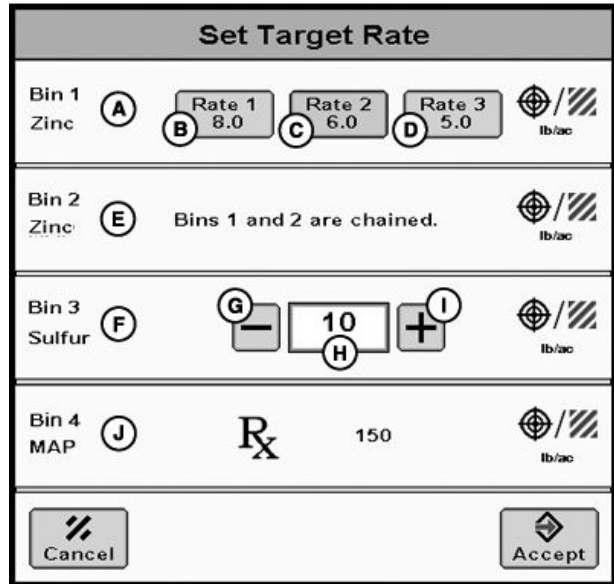 Set Target Rate
Bin 1
Zinc
A
Rate 1
8.0
B
Rate 2
6.0
C
Rate 3
5.0
D
lb/ac
Bin 2
Zinc
E
Bins 1 and 2 are chained.
lb/ac
Bin 3
Sulfur
F
G
−
10
H
+
I
lb/ac
Bin 4
MAP
J
Rx
150
lb/ac
Cancel
Accept